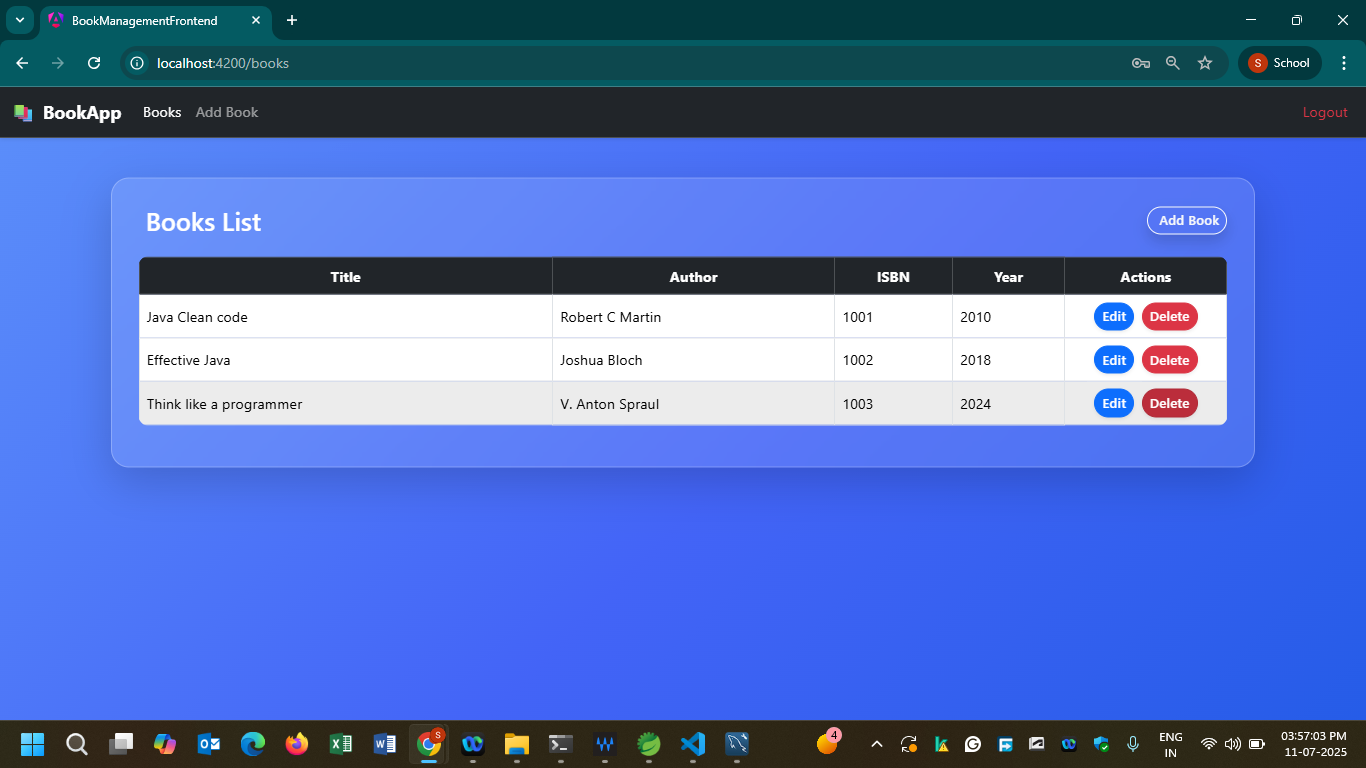 BookManagementFrontend
localhost:4200/books
S School
BookApp Books Add Book Logout
Books List Add Book
Title Author ISBN Year Actions
Java Clean code Robert C Martin 1001 2010 Edit Delete
Effective Java Joshua Bloch 1002 2018 Edit Delete
Think like a programmer V. Anton Spraul 1003 2024 Edit Delete
S 4 ENG 03:57:03 PM
IN 11-07-2025